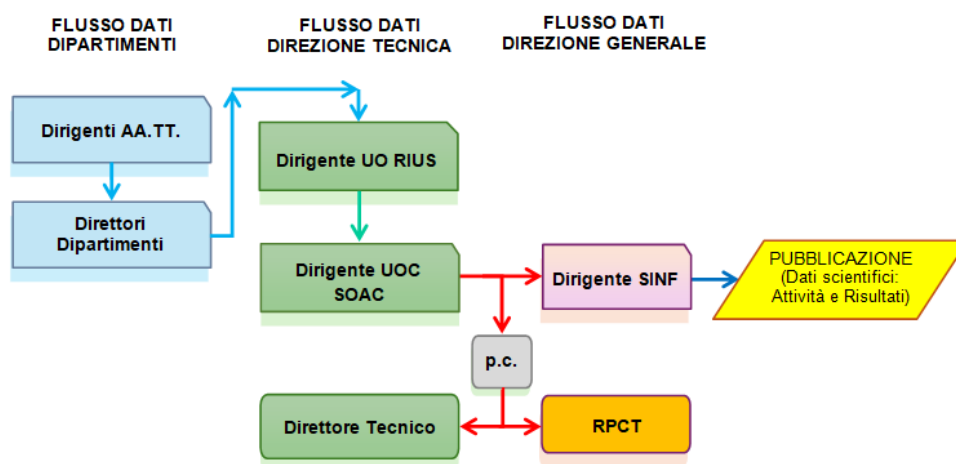 FLUSSO DATI
DIPARTIMENTI
FLUSSO DATI
DIREZIONE TECNICA
FLUSSO DATI
DIREZIONE GENERALE
Dirigenti AA.TT.
Direttori
Dipartimenti
Dirigente UO RIUS
Dirigente UOC
SOAC
Dirigente SINF
PUBBLICAZIONE
(Dati scientifici:
Attività e Risultati)
p.c.
Direttore Tecnico
RPCT